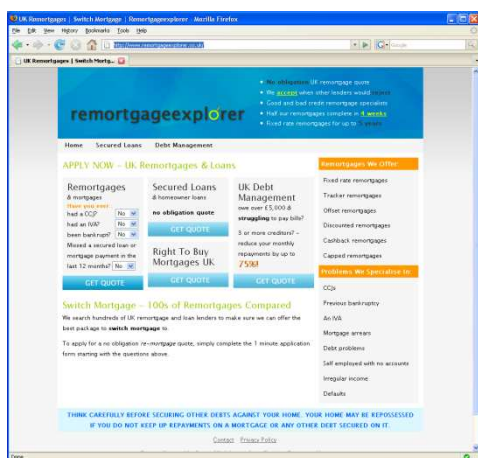 UK Remortgages | Switch Mortgage | Remortgageexplorer - Mozilla Firefox
File Edit View History Bookmarks Tools Help
http://www.remortgageexplorer.co.uk/
UK Remortgages | Switch Mortg...
remortgageexplorer
No obligation UK remortgage quote
We accept when other lenders would
Good and bad credit remortgage specialists
Half our remortgages complete in 4 weeks
Fixed rate remortgages for up to
Home Secured Loans Debt Management
APPLY NOW – UK Remortgages & Loans
Remortgages
& mortgages
Have you ever:
had a CCJ? No
had an IVA? No
been bankrupt? No
Missed a secured loan or
mortgage payment in the
last 12 months? No
GET QUOTE
Secured Loans
& homeowner loans
no obligation quote
GET QUOTE
Right To Buy
Mortgages UK
GET QUOTE
UK Debt
Management
owe over £5,000 &
struggling to pay bills?
5 or more creditors? –
reduce your monthly
repayments by up to
75%!
GET QUOTE
Switch Mortgage – 100s of Remortgages Compared
We search hundreds of UK remortgage and loan lenders to make sure we can offer the
best package to switch mortgage to.
To apply for a no obligation re-mortgage quote, simply complete the 1 minute application
form starting with the questions above.
Remortgages We Offer
Fixed rate remortgages
Tracker remortgages
Offset remortgages
Discounted remortgages
Cashback remortgages
Capped remortgages
Problems We Specialise In
CCJs
Previous bankruptcy
An IVA
Mortgage arrears
Debt problems
Self employed with no accounts
Irregular income
Defaults
THINK CAREFULLY BEFORE SECURING OTHER DEBTS AGAINST YOUR HOME. YOUR HOME MAY BE REPOSSESSED
IF YOU DO NOT KEEP UP REPAYMENTS ON A MORTGAGE OR ANY OTHER DEBT SECURED ON IT.
Contact Privacy Policy
Done